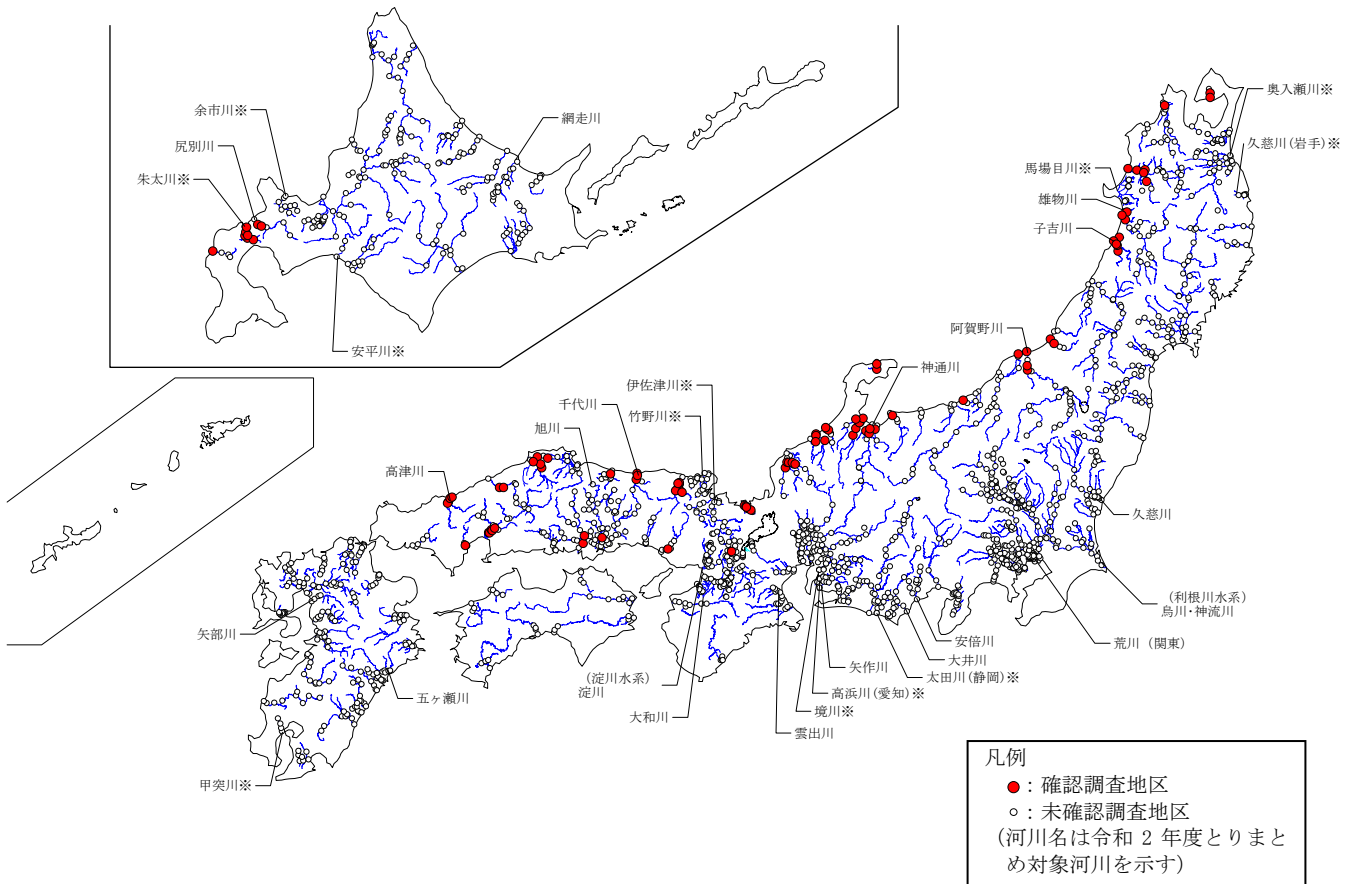 余市川※
尻別川
朱太川※
網走川
安平川※
奥入瀬川※
久慈川(岩手)※
馬場目川※
雄物川
子吉川
阿賀野川
神通川
伊佐津川※
千代川
竹野川※
旭川
高津川
久慈川
(利根川水系)
烏川・神流川
荒川（関東）
安倍川
大井川
太田川(静岡)※
矢作川
高浜川(愛知)※
境川※
雲出川
(淀川水系)
淀川
大和川
矢部川
五ヶ瀬川
甲突川※
凡例
●：確認調査地区
○：未確認調査地区
(河川名は令和 2 年度とりまと
め対象河川を示す)